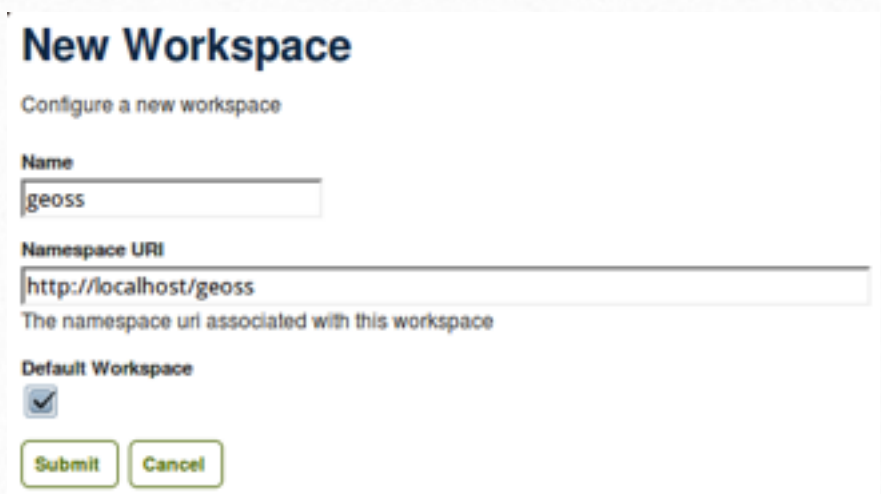 New Workspace
Configure a new workspace
Name
geoss
Namespace URI
http://localhost/geoss
The namespace uri associated with this workspace
Default Workspace
Submit Cancel